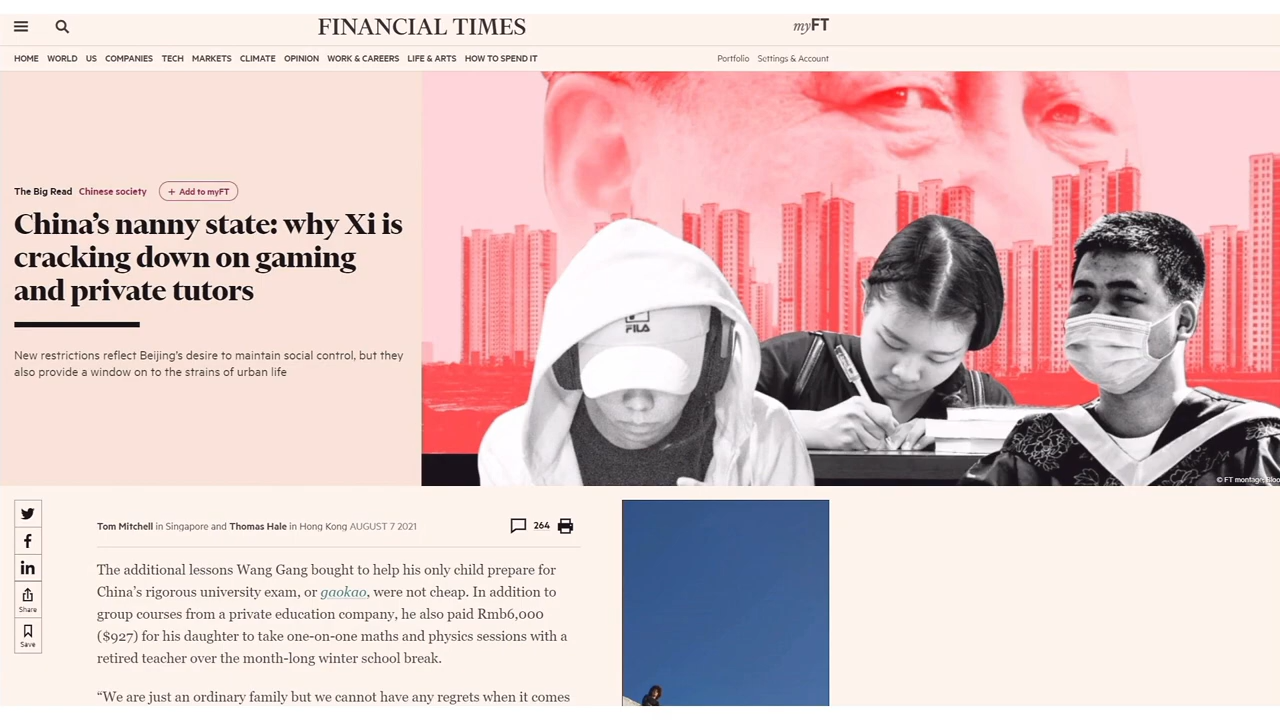 FINANCIAL TIMES
myFT
HOME WORLD US COMPANIES TECH MARKETS CLIMATE OPINION WORK & CAREERS LIFE & ARTS HOW TO SPEND IT
Portfolio Settings & Account
The Big Read Chinese society + Add to myFT
China's nanny state: why Xi is
cracking down on gaming
and private tutors
New restrictions reflect Beijing's desire to maintain social control, but they
also provide a window on to the strains of urban life
FILA
© FT montage;
Tom Mitchell in Singapore and Thomas Hale in Hong Kong AUGUST 7 2021
264
Share
Save
The additional lessons Wang Gang bought to help his only child prepare for
China's rigorous university exam, or gaokao, were not cheap. In addition to
group courses from a private education company, he also paid Rmb6,000
($927) for his daughter to take one-on-one maths and physics sessions with a
retired teacher over the month-long winter school break.
“We are just an ordinary family but we cannot have any regrets when it comes